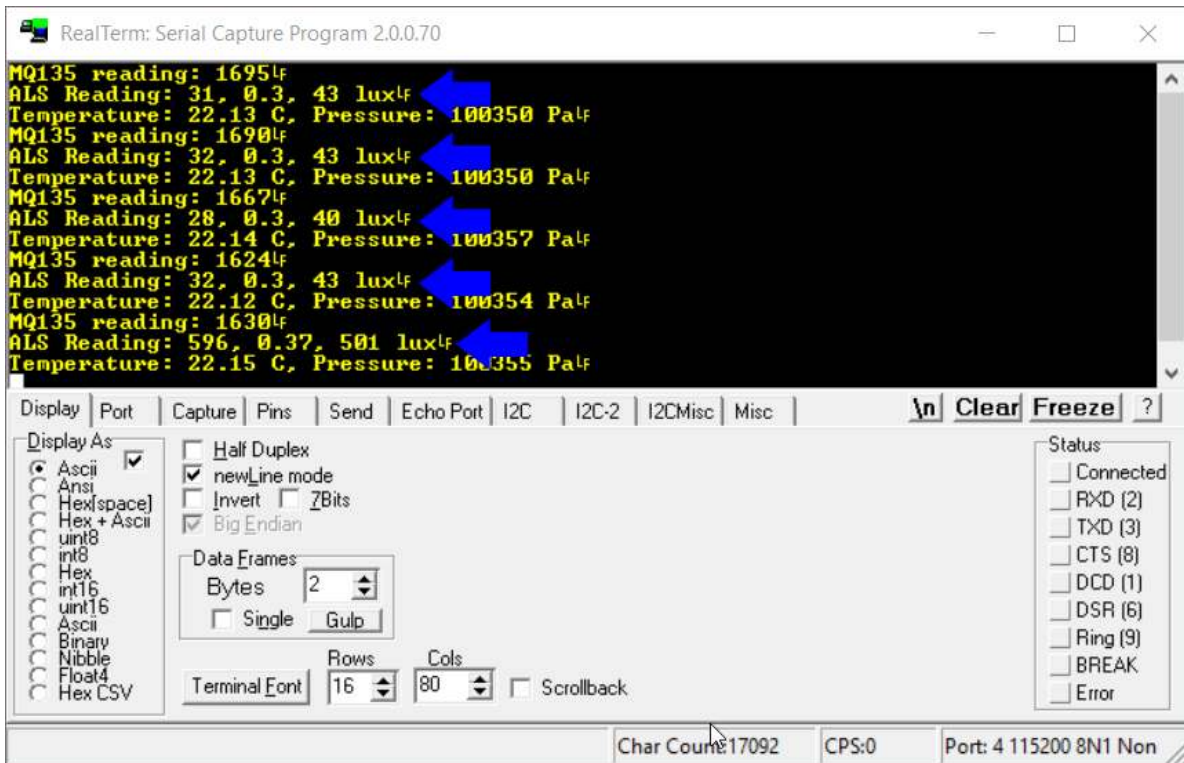 RealTerm: Serial Capture Program 2.0.0.70
MQ135 reading: 1695LF
ALS Reading: 31, 0.3, 43 luxLF
Temperature: 22.13 C, Pressure: 100350 PaLF
MQ135 reading: 1690LF
ALS Reading: 32, 0.3, 43 luxLF
Temperature: 22.13 C, Pressure: 100350 PaLF
MQ135 reading: 1667LF
ALS Reading: 28, 0.3, 40 luxLF
Temperature: 22.14 C, Pressure: 100357 PaLF
MQ135 reading: 1624LF
ALS Reading: 32, 0.3, 43 luxLF
Temperature: 22.12 C, Pressure: 100354 PaLF
MQ135 reading: 1630LF
ALS Reading: 596, 0.37, 501 luxLF
Temperature: 22.15 C, Pressure: 100355 PaLF
Display Port Capture Pins Send Echo Port I2C I2C-2 I2CMisc Misc \n Clear Freeze ?
Display As
Ascii
Ansi
Hex[space]
Hex + Ascii
uint8
int8
Hex
int16
uint16
Ascii
Binary
Nibble
Float4
Hex CSV
Half Duplex
newLine mode
Invert 7Bits
Big Endian
Data Frames
Bytes 2
Single Gulp
Rows Cols
Terminal Font 16 80 Scrollback
Status
Connected
RXD (2)
TXD (3)
CTS (8)
DCD (1)
DSR (6)
Ring (9)
BREAK
Error
Char Count:17092 CPS:0 Port: 4 115200 8N1 Non